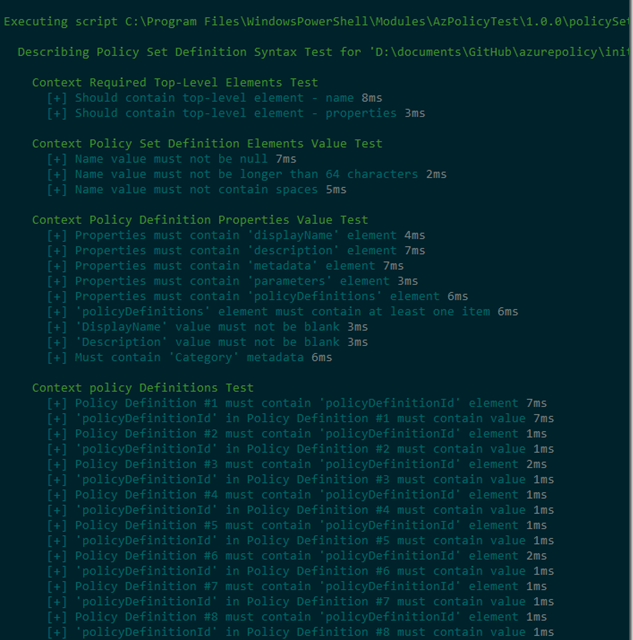 Executing script C:\Program Files\WindowsPowerShell\Modules\AzPolicyTest\1.0.0\policySet
Describing Policy Set Definition Syntax Test for 'D:\documents\GitHub\azurepolicy\init
Context Required Top-Level Elements Test
[+] Should contain top-level element - name 8ms
[+] Should contain top-level element - properties 3ms
Context Policy Set Definition Elements Value Test
[+] Name value must not be null 7ms
[+] Name value must not be longer than 64 characters 2ms
[+] Name value must not contain spaces 5ms
Context Policy Definition Properties Value Test
[+] Properties must contain 'displayName' element 4ms
[+] Properties must contain 'description' element 7ms
[+] Properties must contain 'metadata' element 7ms
[+] Properties must contain 'parameters' element 3ms
[+] Properties must contain 'policyDefinitions' element 6ms
[+] 'policyDefinitions' element must contain at least one item 6ms
[+] 'DisplayName' value must not be blank 3ms
[+] 'Description' value must not be blank 3ms
[+] Must contain 'Category' metadata 6ms
Context policy Definitions Test
[+] Policy Definition #1 must contain 'policyDefinitionId' element 7ms
[+] 'policyDefinitionId' in Policy Definition #1 must contain value 7ms
[+] Policy Definition #2 must contain 'policyDefinitionId' element 1ms
[+] 'policyDefinitionId' in Policy Definition #2 must contain value 1ms
[+] Policy Definition #3 must contain 'policyDefinitionId' element 2ms
[+] 'policyDefinitionId' in Policy Definition #3 must contain value 1ms
[+] Policy Definition #4 must contain 'policyDefinitionId' element 1ms
[+] 'policyDefinitionId' in Policy Definition #4 must contain value 1ms
[+] Policy Definition #5 must contain 'policyDefinitionId' element 1ms
[+] 'policyDefinitionId' in Policy Definition #5 must contain value 1ms
[+] Policy Definition #6 must contain 'policyDefinitionId' element 2ms
[+] 'policyDefinitionId' in Policy Definition #6 must contain value 1ms
[+] Policy Definition #7 must contain 'policyDefinitionId' element 1ms
[+] 'policyDefinitionId' in Policy Definition #7 must contain value 1ms
[+] Policy Definition #8 must contain 'policyDefinitionId' element 1ms
[+] 'policyDefinitionId' in Policy Definition #8 must contain value 1ms